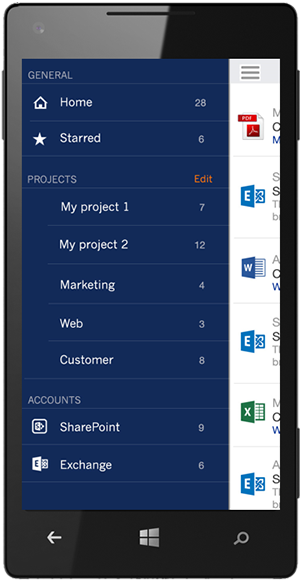 GENERAL
Home 28
Starred 6
PROJECTS Edit
My project 1 7
My project 2 12
Marketing 4
Web 3
Customer 8
ACCOUNTS
SharePoint 9
Exchange 6
PDF